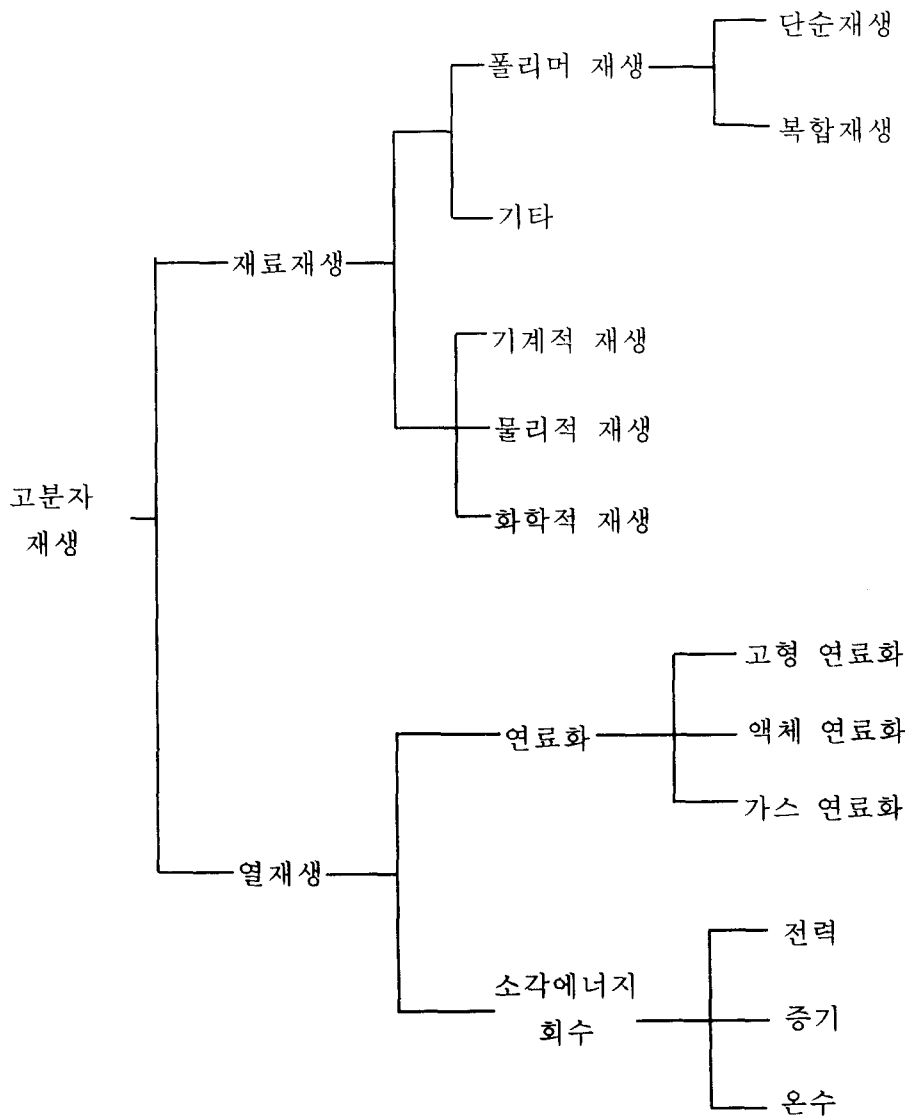 단순재생
폴리머 재생
복합재생
기타
재료재생
기계적 재생
물리적 재생
화학적 재생
고분자
재생
고형 연료화
연료화
액체 연료화
가스 연료화
열재생
전력
소각에너지
회수
증기
온수